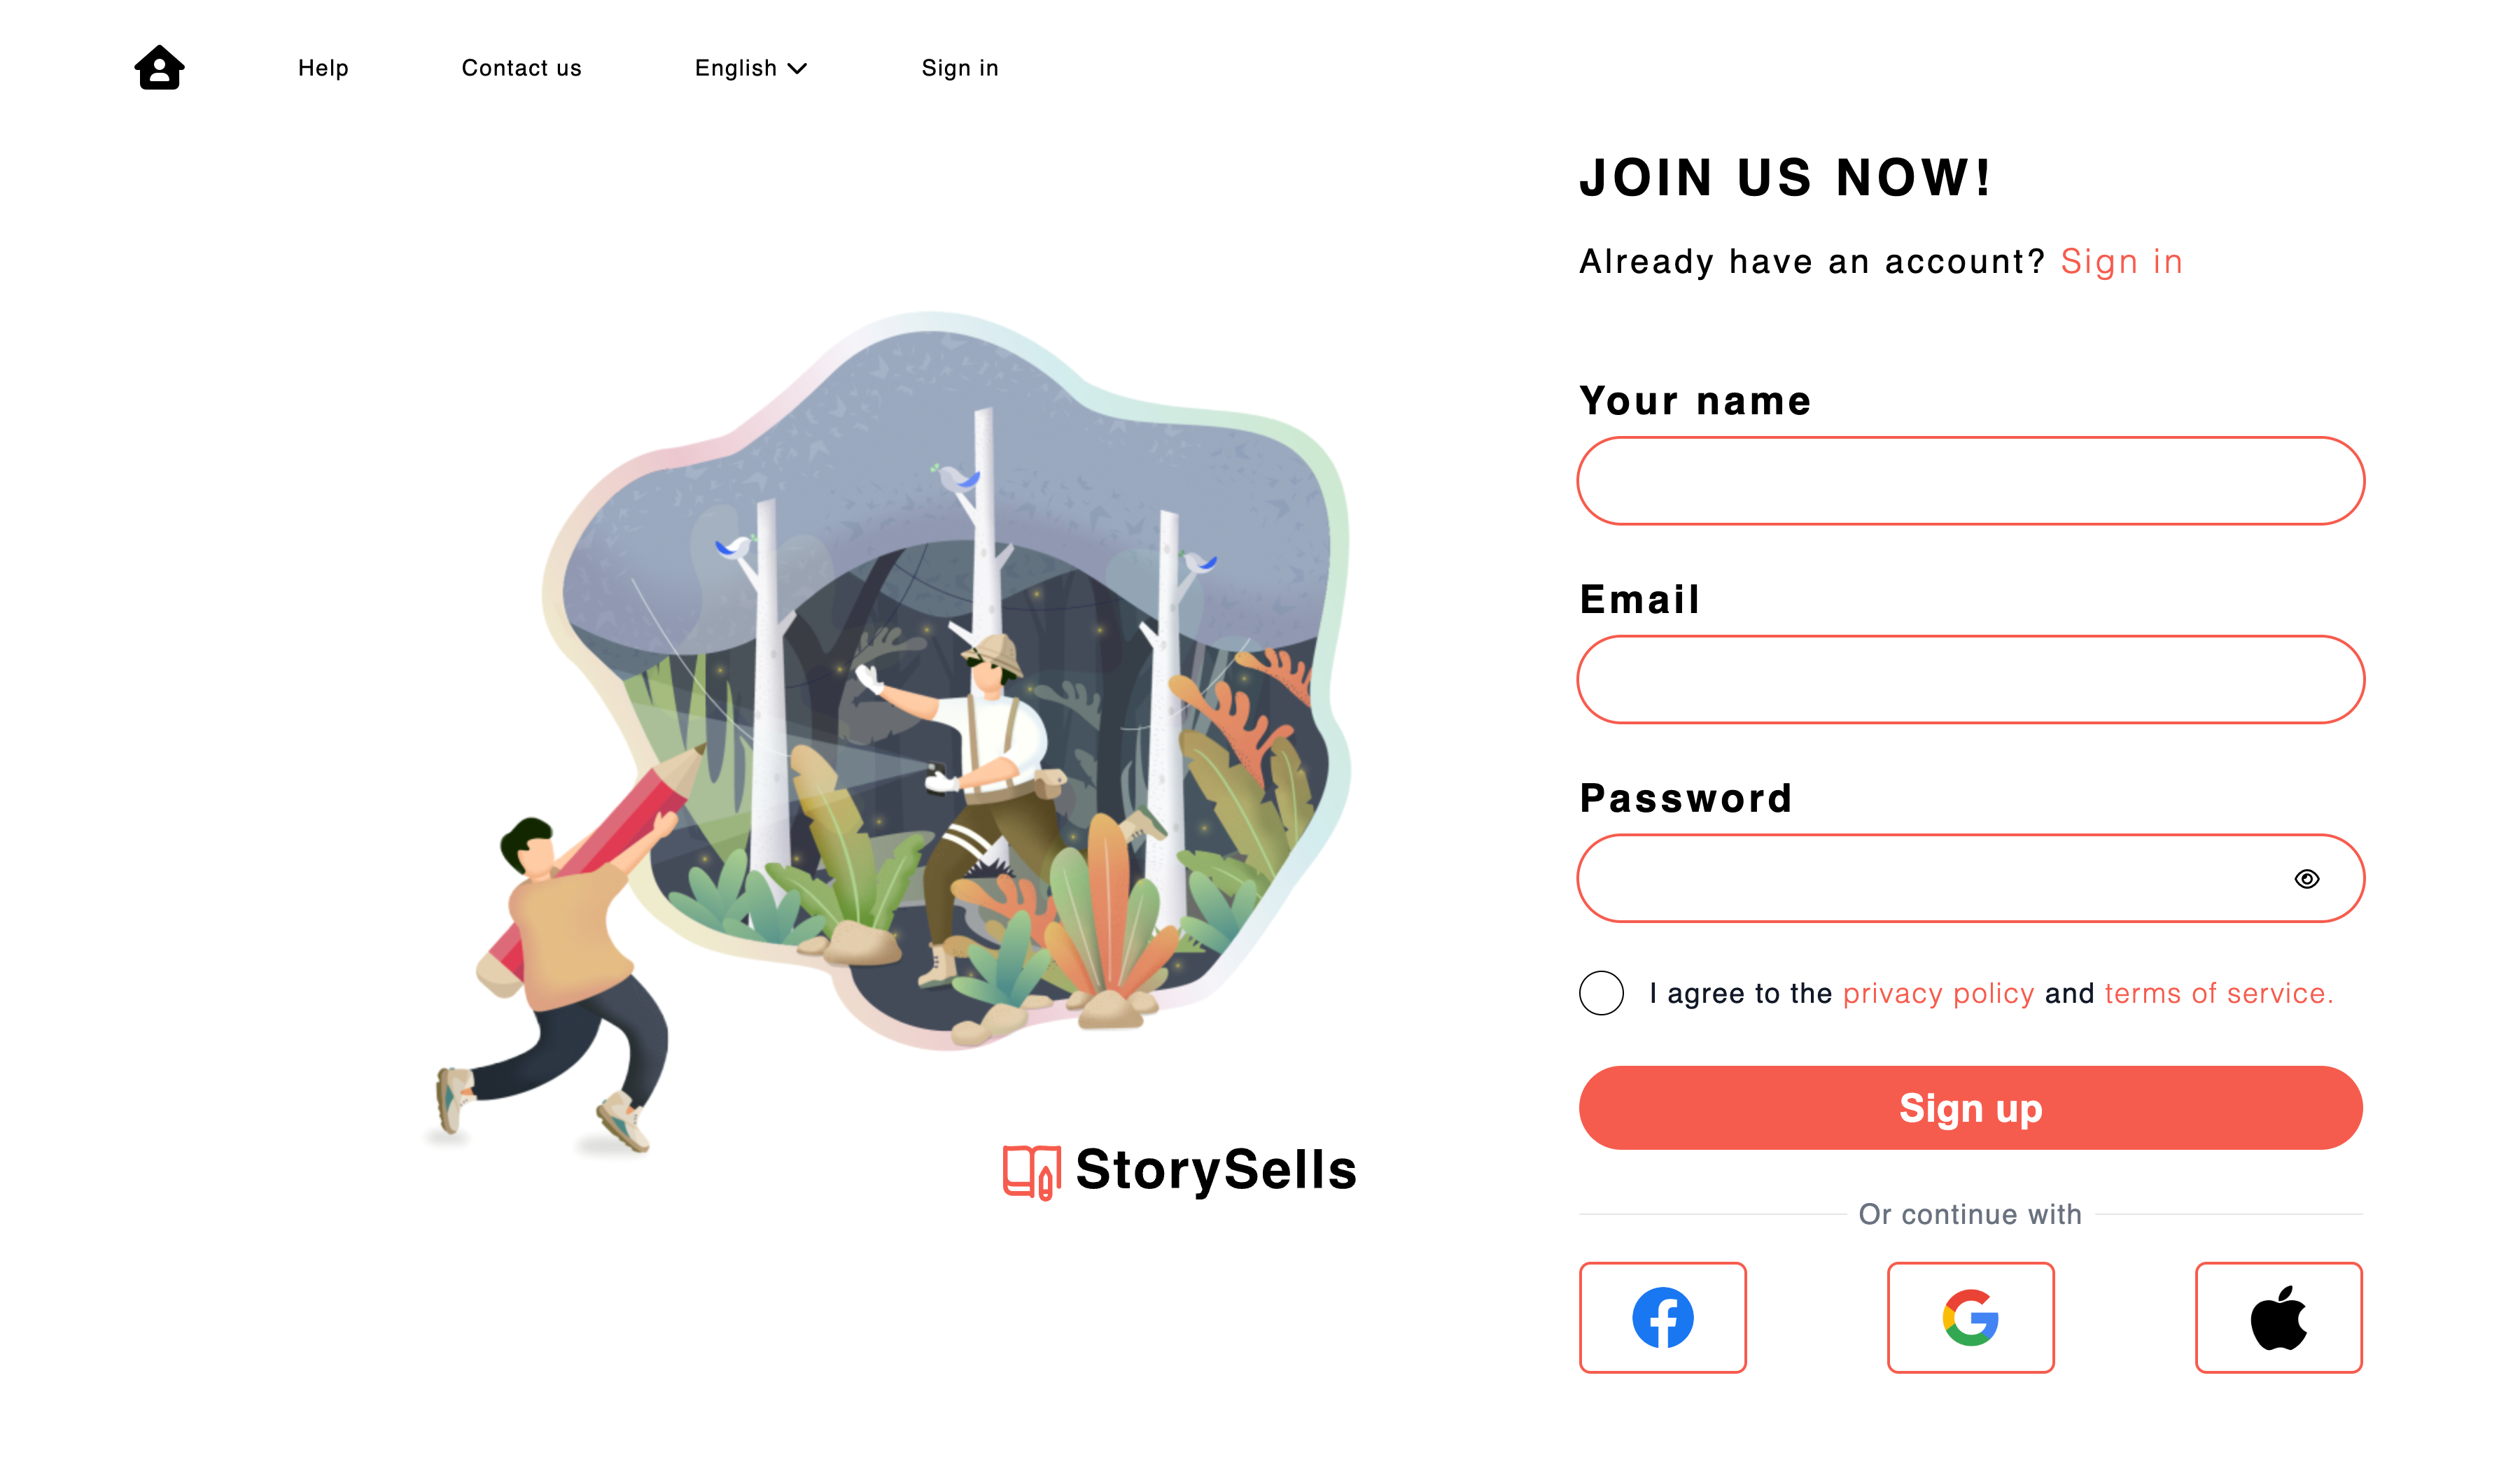 Help
Contact us
English
Sign in
JOIN US NOW!
Already have an account? Sign in
Your name
Email
Password
I agree to the privacy policy and terms of service.
Sign up
StorySells
Or continue with